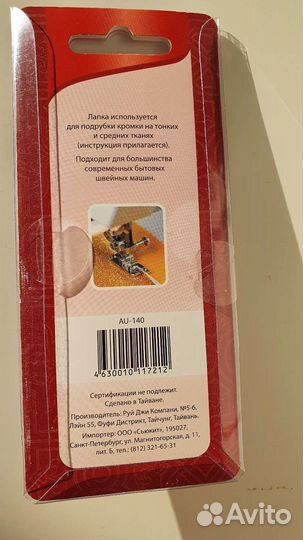 Лапка используется
для подрубки кромки на тонких
и средних тканях
(инструкция прилагается).
Подходит для большинства
современных бытовых
швейных машин.
AU-140
4 630010 117212
Сертификации не подлежит.
Сделано в Тайване.
Производитель: Руй Джи Компани, №5-6,
Лэйн 55, Фуфи Дистрикт, Тайчунг, Тайвань.
Импортер: ООО «Сьюкит», 195027,
Санкт-Петербург, ул. Магнитогорская, д. 11,
лит. Б, тел.: (812) 321-65-31
Avito